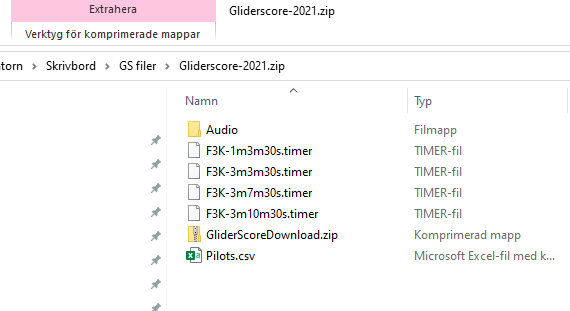 Extrahera
Gliderscore-2021.zip
Verktyg för komprimerade mappar
torn > Skrivbord > GS filer > Gliderscore-2021.zip
Namn Typ
Audio Filmapp
F3K-1m3m30s.timer TIMER-fil
F3K-3m3m30s.timer TIMER-fil
F3K-3m7m30s.timer TIMER-fil
F3K-3m10m30s.timer TIMER-fil
GliderScoreDownload.zip Komprimerad mapp
Pilots.csv Microsoft Excel-fil med k...